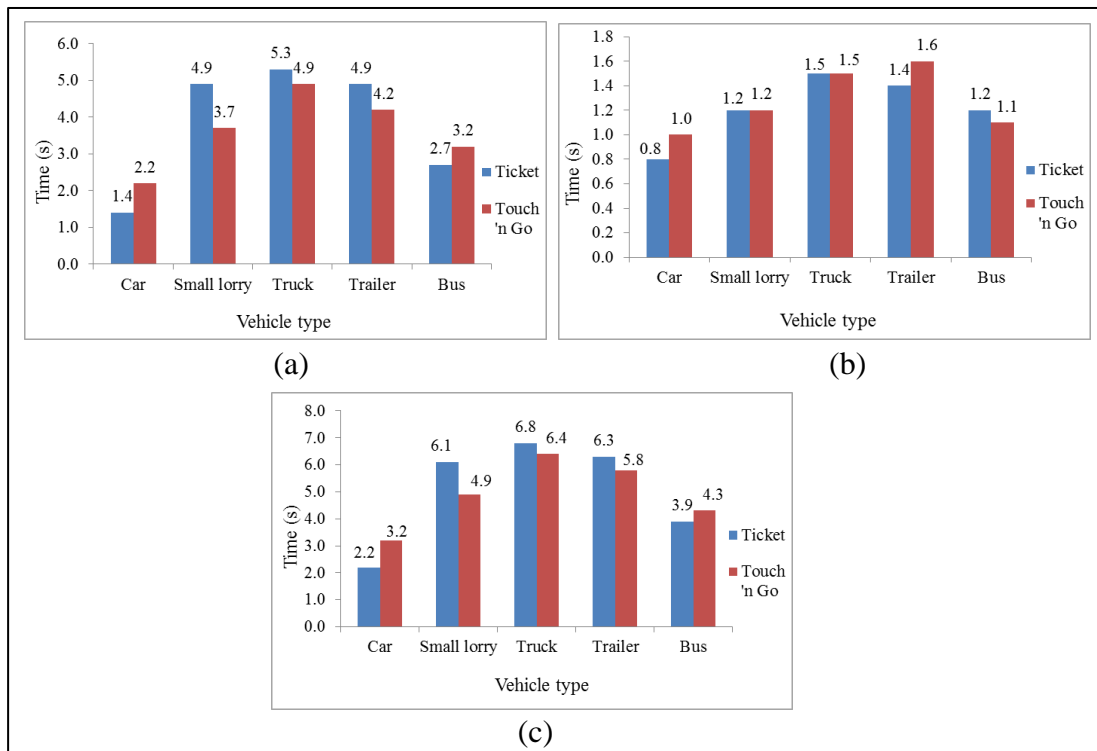 6.0
5.0
4.0
3.0
2.0
1.0
0.0
Time (s)
1.4
2.2
4.9
3.7
5.3
4.9
4.9
4.2
2.7
3.2
Car
Small lorry
Truck
Trailer
Bus
Vehicle type
Ticket
Touch
'n Go
(a)
1.8
1.6
1.4
1.2
1.0
0.8
0.6
0.4
0.2
0.0
Time (s)
0.8
1.0
1.2
1.2
1.5
1.5
1.4
1.6
1.2
1.1
Car
Small lorry
Truck
Trailer
Bus
Vehicle type
Ticket
Touch
'n Go
(b)
8.0
7.0
6.0
5.0
4.0
3.0
2.0
1.0
0.0
Time (s)
2.2
3.2
6.1
4.9
6.8
6.4
6.3
5.8
3.9
4.3
Car
Small lorry
Truck
Trailer
Bus
Vehicle type
Ticket
Touch
'n Go
(c)